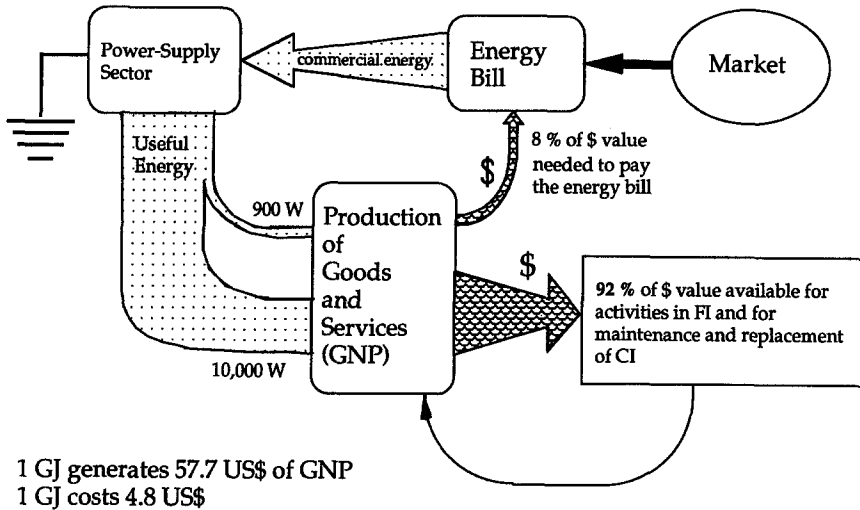 Power-Supply
Sector
commercial energy.
Energy
Bill
Market
Useful
Energy
$
8 % of $ value
needed to pay
the energy bill
900 W
Production
of
Goods
and
Services
(GNP)
$
92 % of $ value available for
activities in FI and for
maintenance and replacement
of CI
10,000 W
1 GJ generates 57.7 US$ of GNP
1 GJ costs 4.8 US$